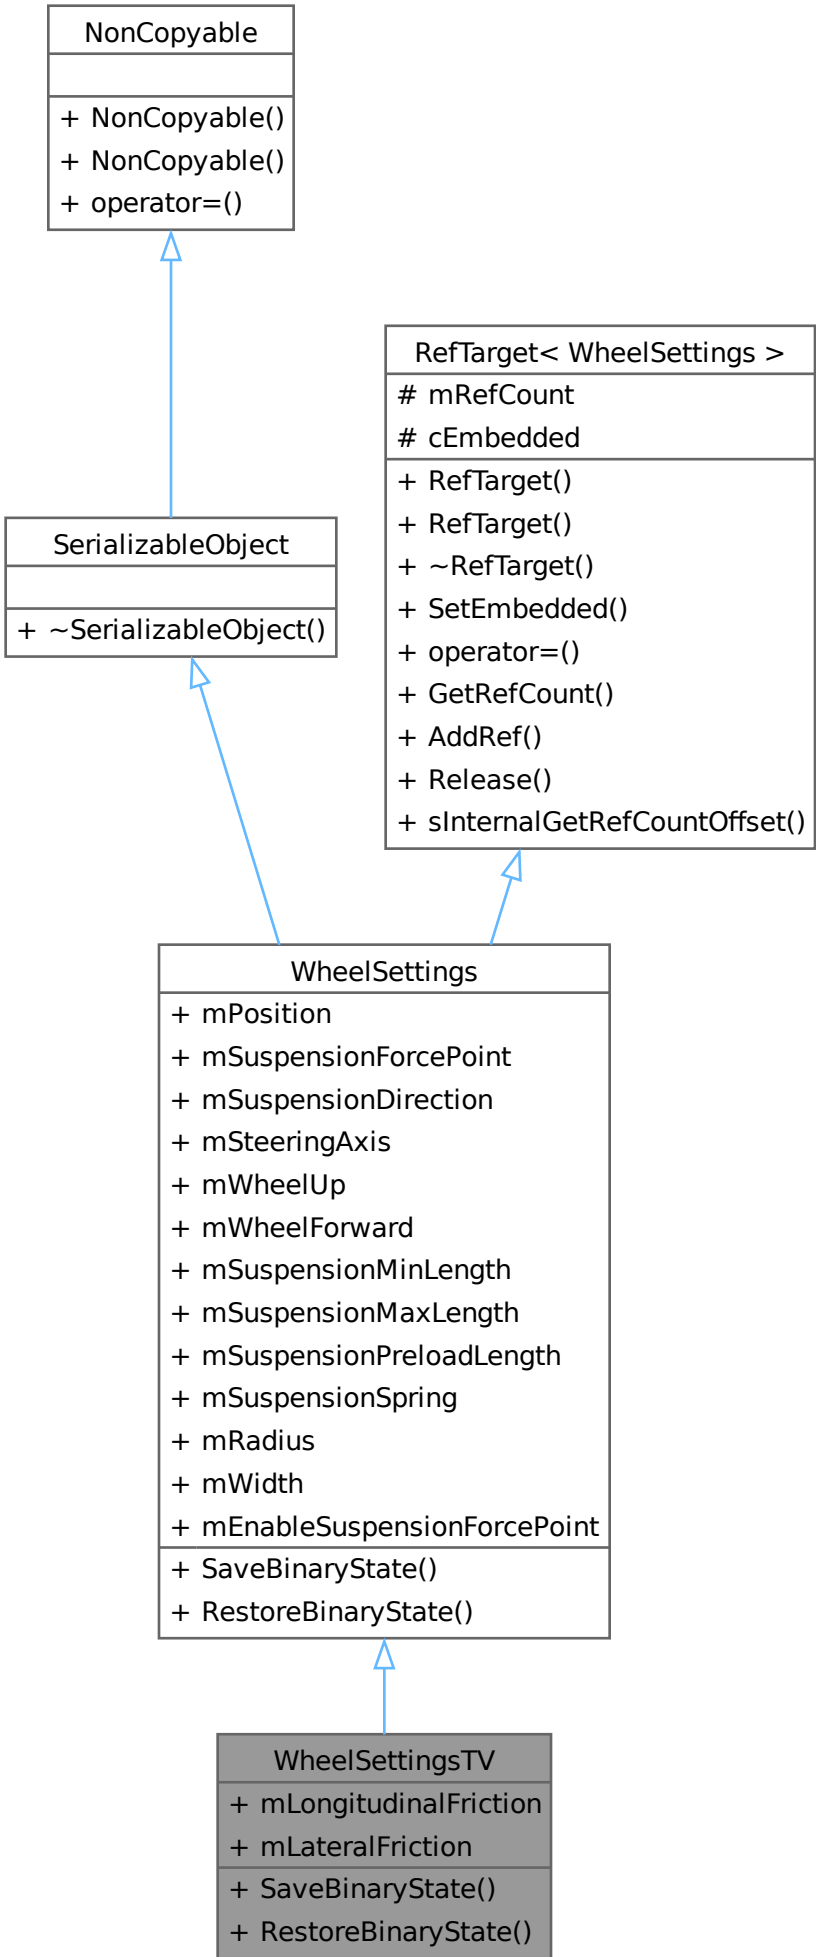 NonCopyable
+ NonCopyable()
+ NonCopyable()
+ operator=()
RefTarget< WheelSettings >
# mRefCount
# cEmbedded
+ RefTarget()
+ RefTarget()
+ ~RefTarget()
+ SetEmbedded()
+ operator=()
+ GetRefCount()
+ AddRef()
+ Release()
+ sInternalGetRefCountOffset()
SerializableObject
+ ~SerializableObject()
WheelSettings
+ mPosition
+ mSuspensionForcePoint
+ mSuspensionDirection
+ mSteeringAxis
+ mWheelUp
+ mWheelForward
+ mSuspensionMinLength
+ mSuspensionMaxLength
+ mSuspensionPreloadLength
+ mSuspensionSpring
+ mRadius
+ mWidth
+ mEnableSuspensionForcePoint
+ SaveBinaryState()
+ RestoreBinaryState()
WheelSettingsTV
+ mLongitudinalFriction
+ mLateralFriction
+ SaveBinaryState()
+ RestoreBinaryState()